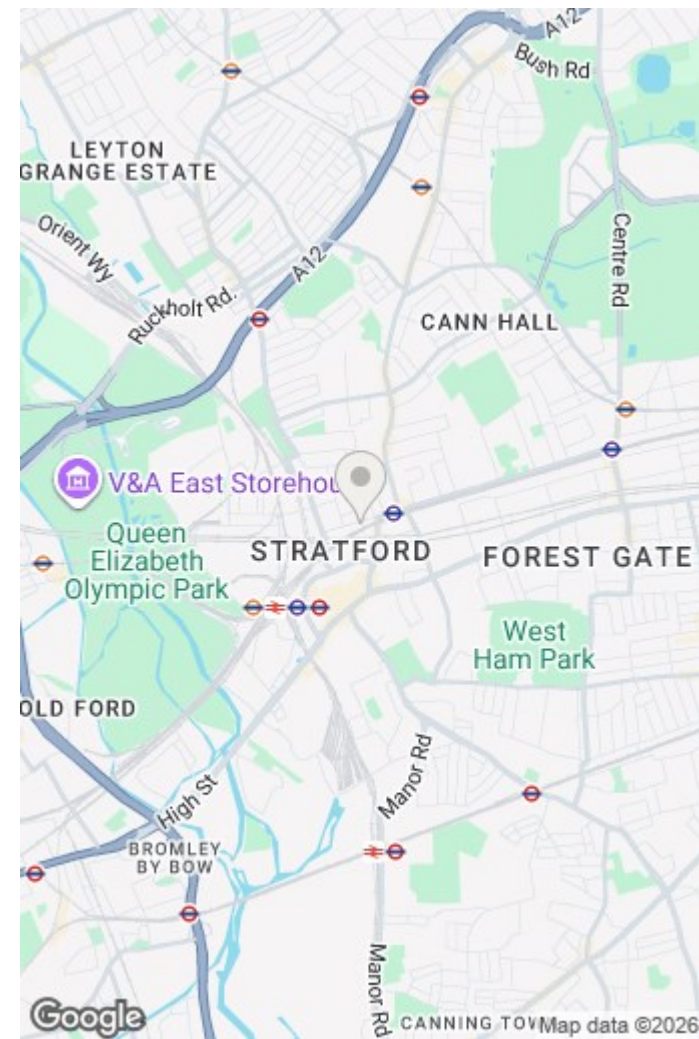 A12
Bush Rd
LEYTON
GRANGE ESTATE
Orient Wy
A12
Centre Rd
Ruckholt Rd.
CANN HALL
V&A East Storehou
Queen
Elizabeth
Olympic Park
STRATFORD
FOREST GATE
West
Ham Park
OLD FORD
Manor Rd
High St
BROMLEY
BY BOW
Manor Rd
Google
CANNING TOW
Map data ©2026